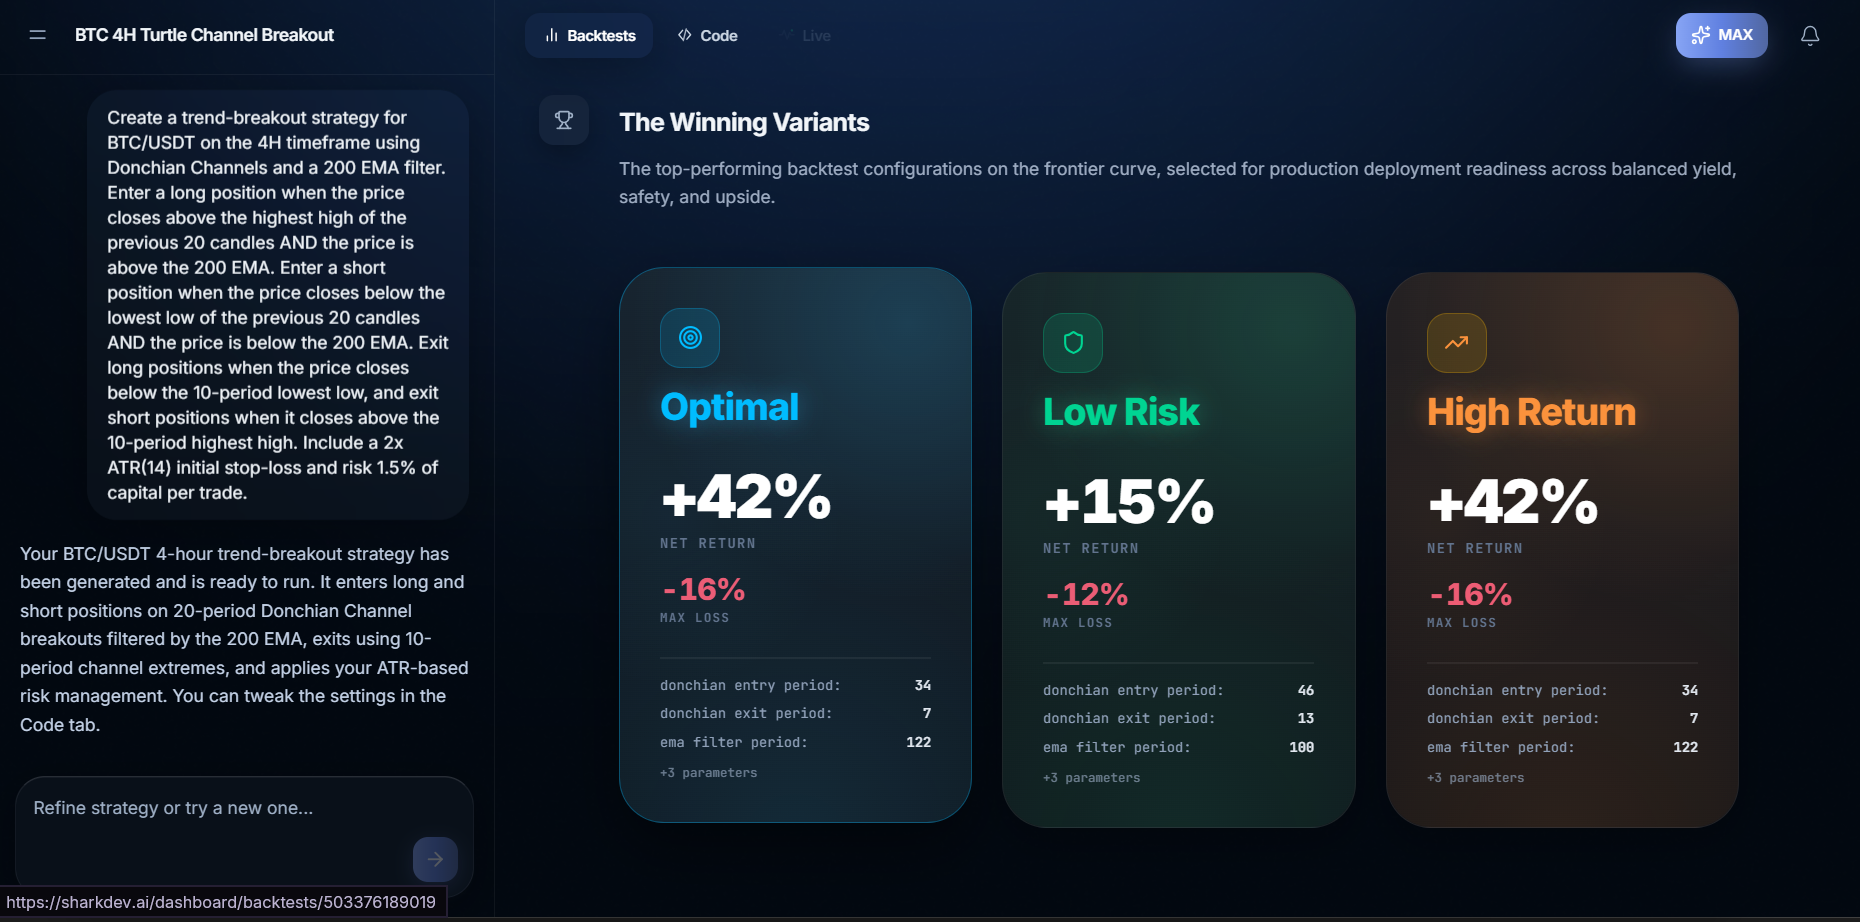 BTC 4H Turtle Channel Breakout
Backtests
Code
Live
MAX
Create a trend-breakout strategy for
BTC/USDT on the 4H timeframe using
Donchian Channels and a 200 EMA filter.
Enter a long position when the price
closes above the highest high of the
previous 20 candles AND the price is
above the 200 EMA. Enter a short
position when the price closes below the
lowest low of the previous 20 candles
AND the price is below the 200 EMA. Exit
long positions when the price closes
below the 10-period lowest low, and exit
short positions when it closes above the
10-period highest high. Include a 2x
ATR(14) initial stop-loss and risk 1.5% of
capital per trade.
Your BTC/USDT 4-hour trend-breakout strategy has
been generated and is ready to run. It enters long and
short positions on 20-period Donchian Channel
breakouts filtered by the 200 EMA, exits using 10-
period channel extremes, and applies your ATR-based
risk management. You can tweak the settings in the
Code tab.
Refine strategy or try a new one...
https://sharkdev.ai/dashboard/backtests/503376189019
The Winning Variants
The top-performing backtest configurations on the frontier curve, selected for production deployment readiness across balanced yield,
safety, and upside.
Optimal
+42%
NET RETURN
-16%
MAX LOSS
donchian entry period: 34
donchian exit period: 7
ema filter period: 122
+3 parameters
Low Risk
+15%
NET RETURN
-12%
MAX LOSS
donchian entry period: 46
donchian exit period: 13
ema filter period: 100
+3 parameters
High Return
+42%
NET RETURN
-16%
MAX LOSS
donchian entry period: 34
donchian exit period: 7
ema filter period: 122
+3 parameters